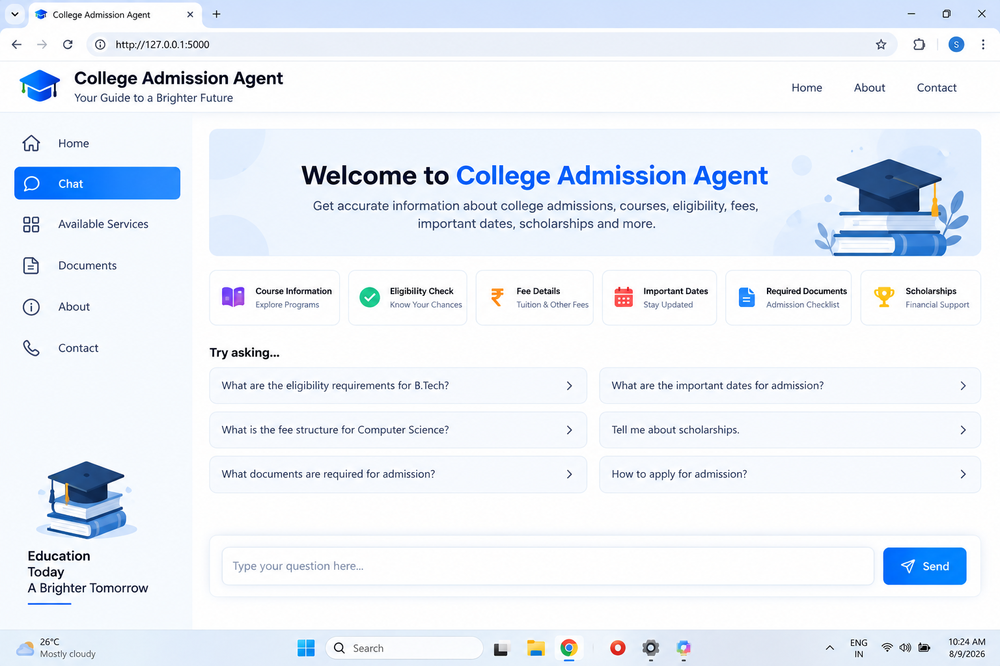 College Admission Agent
http://127.0.0.1:5000
S
College Admission Agent
Your Guide to a Brighter Future
Home
About
Contact
Home
Chat
Available Services
Documents
About
Contact
Education
Today
A Brighter Tomorrow
Welcome to College Admission Agent
Get accurate information about college admissions, courses, eligibility, fees,
important dates, scholarships and more.
Course Information
Explore Programs
Eligibility Check
Know Your Chances
₹
Fee Details
Tuition & Other Fees
Important Dates
Stay Updated
Required Documents
Admission Checklist
Scholarships
Financial Support
Try asking...
What are the eligibility requirements for B.Tech?
What are the important dates for admission?
What is the fee structure for Computer Science?
Tell me about scholarships.
What documents are required for admission?
How to apply for admission?
Type your question here...
Send
26°C
Mostly cloudy
Search
ENG
IN
10:24 AM
8/9/2026